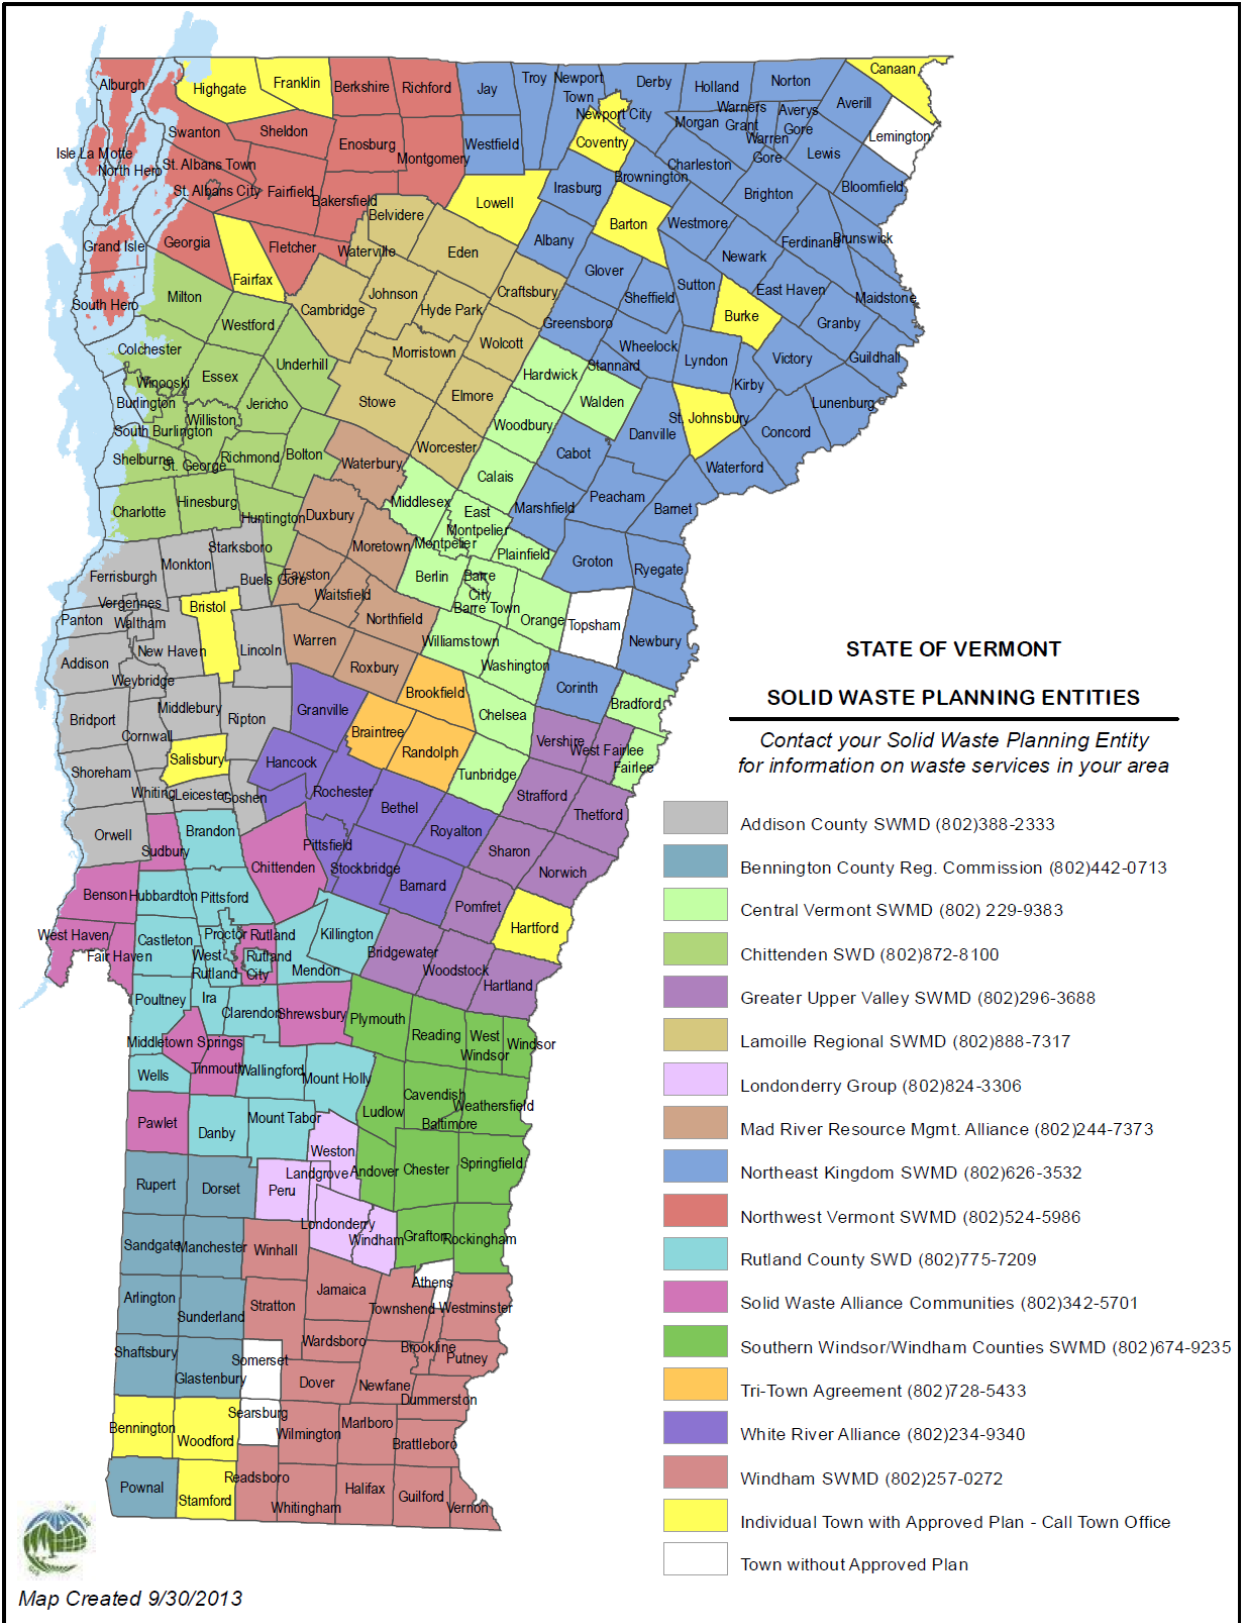 Alburgh
Highgate
Franklin
Berkshire
Richford
Jay
Troy
Newport
Town
Derby
Holland
Norton
Canaan
Averill
Newport City
Morgan
Warners
Grant
Averys
Gore
Warren
Gore
Lewis
Lemington
Swanton
Sheldon
Enosburg
Montgomery
Westfield
Coventry
Charleston
Brownington
Isle La Motte
North Hero
St. Albans Town
St. Albans City
Fairfield
Bakersfield
Lowell
Irasburg
Barton
Westmore
Brighton
Bloomfield
Belvidere
Grand Isle
Georgia
Fletcher
Waterville
Eden
Albany
Newark
Ferdinand
Brunswick
Fairfax
Glover
Sutton
East Haven
Maidstone
South Hero
Milton
Cambridge
Johnson
Hyde Park
Craftsbury
Sheffield
Burke
Granby
Westford
Greensboro
Wheelock
Lyndon
Victory
Guildhall
Colchester
Underhill
Morristown
Wolcott
Stannard
Kirby
Winooski
Essex
Hardwick
Burlington
Jericho
Stowe
Elmore
Walden
St. Johnsbury
Lunenburg
Williston
South Burlington
Woodbury
Danville
Concord
Shelburne
St. George
Richmond
Bolton
Waterbury
Worcester
Cabot
Waterford
Calais
Charlotte
Hinesburg
Huntington
Duxbury
Middlesex
East
Montpelier
Marshfield
Peacham
Barnet
Starksboro
Moretown
Montpelier
Plainfield
Ferrisburgh
Monkton
Buels Gore
Fayston
Berlin
Barre
City
Groton
Ryegate
Vergennes
Bristol
Waitsfield
Barre Town
Panton
Waltham
Northfield
Orange
Topsham
Newbury
Addison
New Haven
Lincoln
Warren
Williamstown
Washington
Weybridge
Roxbury
Brookfield
Corinth
Bradford
Bridport
Middlebury
Ripton
Granville
Chelsea
Cornwall
Braintree
Randolph
Vershire
West Fairlee
Fairlee
Shoreham
Salisbury
Hancock
Tunbridge
Whiting
Leicester
Goshen
Rochester
Bethel
Strafford
Thetford
Orwell
Brandon
Royalton
Sudbury
Chittenden
Pittsfield
Sharon
Stockbridge
Norwich
Benson
Hubbardton
Pittsford
Barnard
Pomfret
Hartford
West Haven
Fair Haven
Castleton
Proctor
Rutland
Killington
Bridgewater
West
Rutland
Rutland
City
Mendon
Woodstock
Hartland
Poultney
Ira
Clarendon
Shrewsbury
Plymouth
Reading
West
Windsor
Windsor
Middletown Springs
Tinmouth
Wallingford
Mount Holly
Wells
Ludlow
Cavendish
Baltimore
Weathersfield
Pawlet
Danby
Mount Tabor
Weston
Andover
Chester
Springfield
Rupert
Dorset
Peru
Landgrove
Londonderry
Windham
Grafton
Rockingham
Sandgate
Manchester
Winhall
Athens
Arlington
Sunderland
Stratton
Jamaica
Townshend
Westminster
Shaftsbury
Glastenbury
Somerset
Wardsboro
Brookline
Putney
Dover
Newfane
Dummerston
Bennington
Woodford
Searsburg
Wilmington
Marlboro
Brattleboro
Pownal
Stamford
Readsboro
Whitingham
Halifax
Guilford
Vernon
STATE OF VERMONT
SOLID WASTE PLANNING ENTITIES
Contact your Solid Waste Planning Entity
for information on waste services in your area
Addison County SWMD (802)388-2333
Bennington County Reg. Commission (802)442-0713
Central Vermont SWMD (802) 229-9383
Chittenden SWD (802)872-8100
Greater Upper Valley SWMD (802)296-3688
Lamoille Regional SWMD (802)888-7317
Londonderry Group (802)824-3306
Mad River Resource Mgmt. Alliance (802)244-7373
Northeast Kingdom SWMD (802)626-3532
Northwest Vermont SWMD (802)524-5986
Rutland County SWD (802)775-7209
Solid Waste Alliance Communities (802)342-5701
Southern Windsor/Windham Counties SWMD (802)674-9235
Tri-Town Agreement (802)728-5433
White River Alliance (802)234-9340
Windham SWMD (802)257-0272
Individual Town with Approved Plan - Call Town Office
Town without Approved Plan
Map Created 9/30/2013